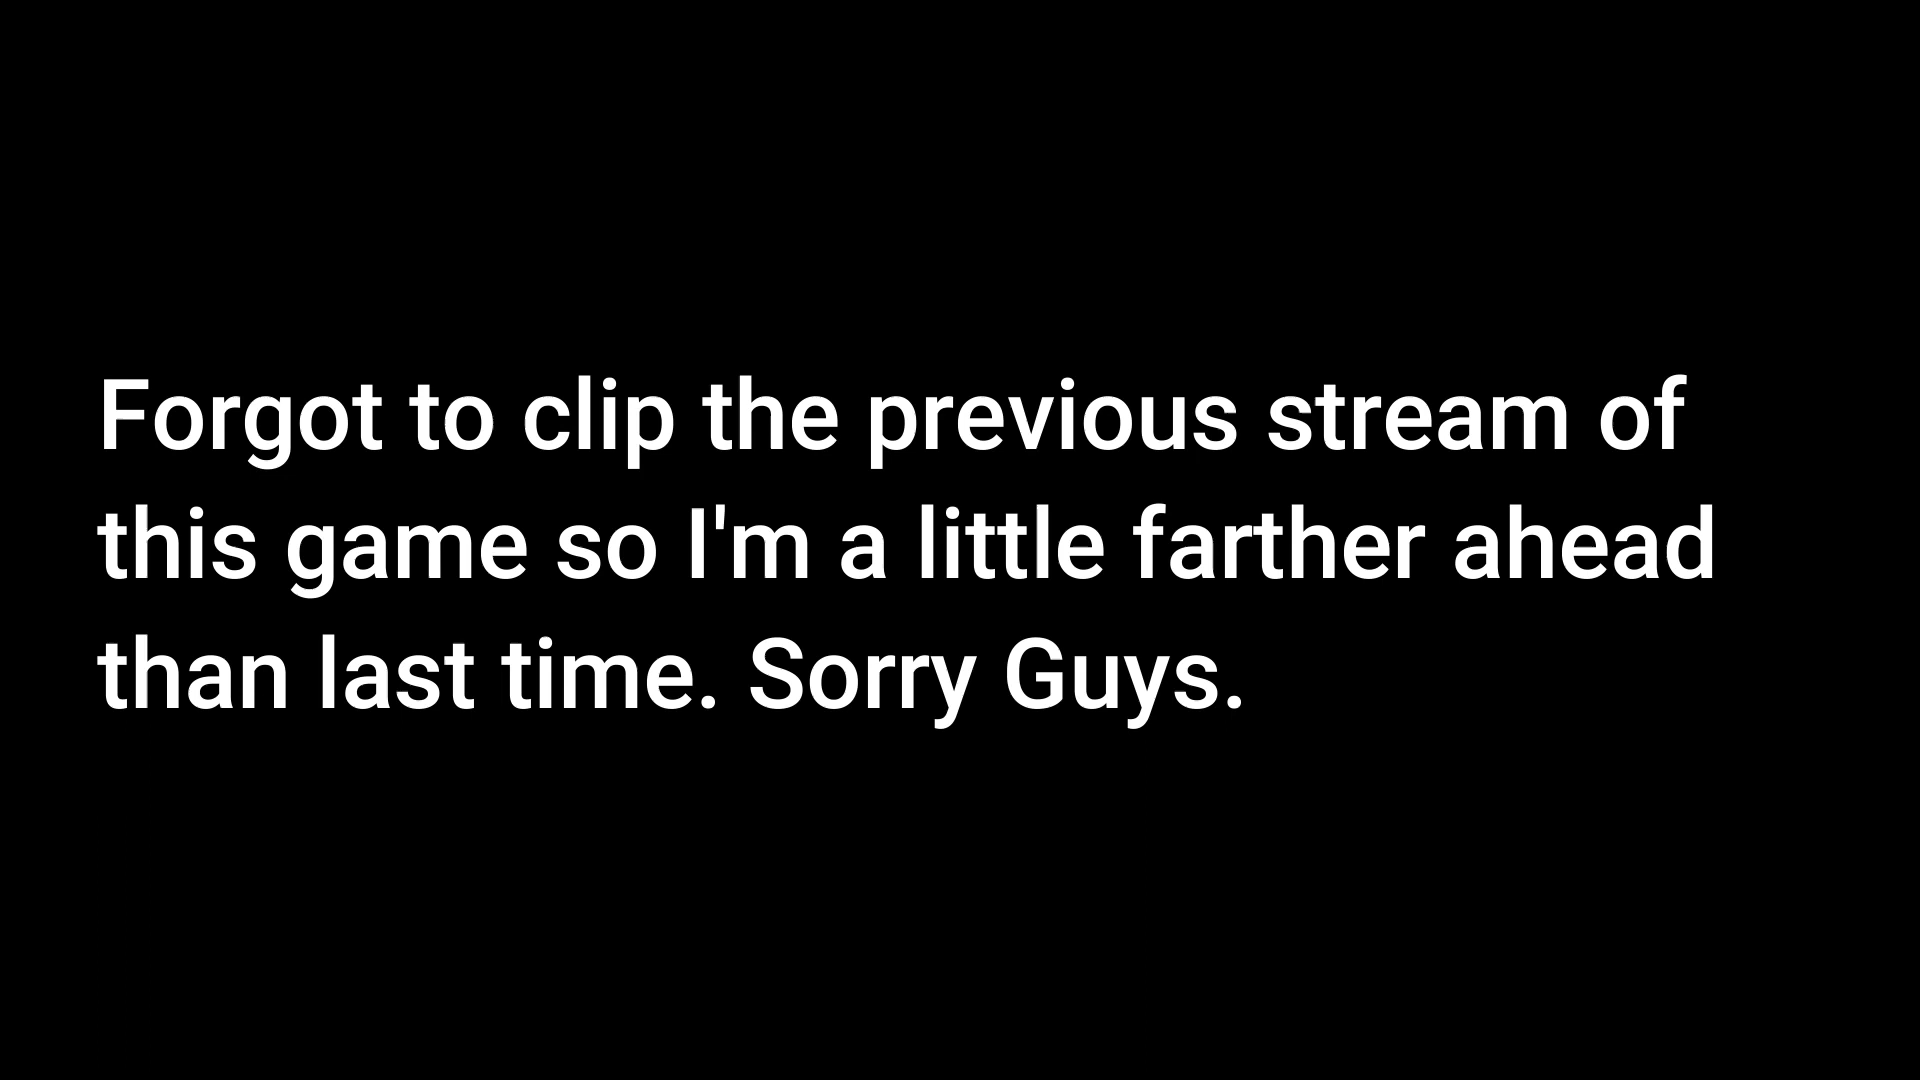 Forgot to clip the previous stream of
this game so I'm a little farther ahead
than last time. Sorry Guys.